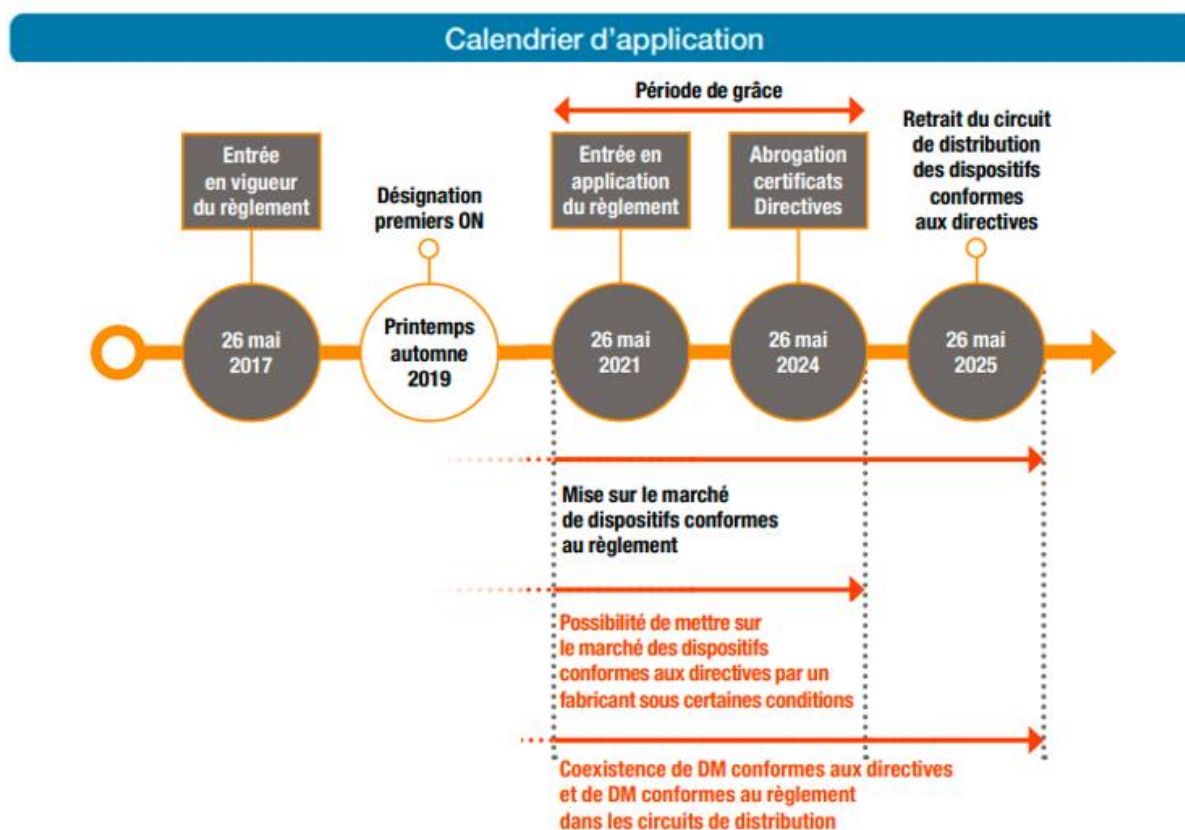 Calendrier d'application
Période de grâce
Entrée
en vigueur
du règlement
Désignation
premiers ON
Entrée en
application
du règlement
Abrogation
certificats
Directives
Retrait du circuit
de distribution
des dispositifs
conformes
aux directives
26 mai
2017
Printemps
automne
2019
26 mai
2021
26 mai
2024
26 mai
2025
Mise sur le marché
de dispositifs conformes
au règlement
Possibilité de mettre sur
le marché des dispositifs
conformes aux directives par un
fabricant sous certaines conditions
Coexistence de DM conformes aux directives
et de DM conformes au règlement
dans les circuits de distribution